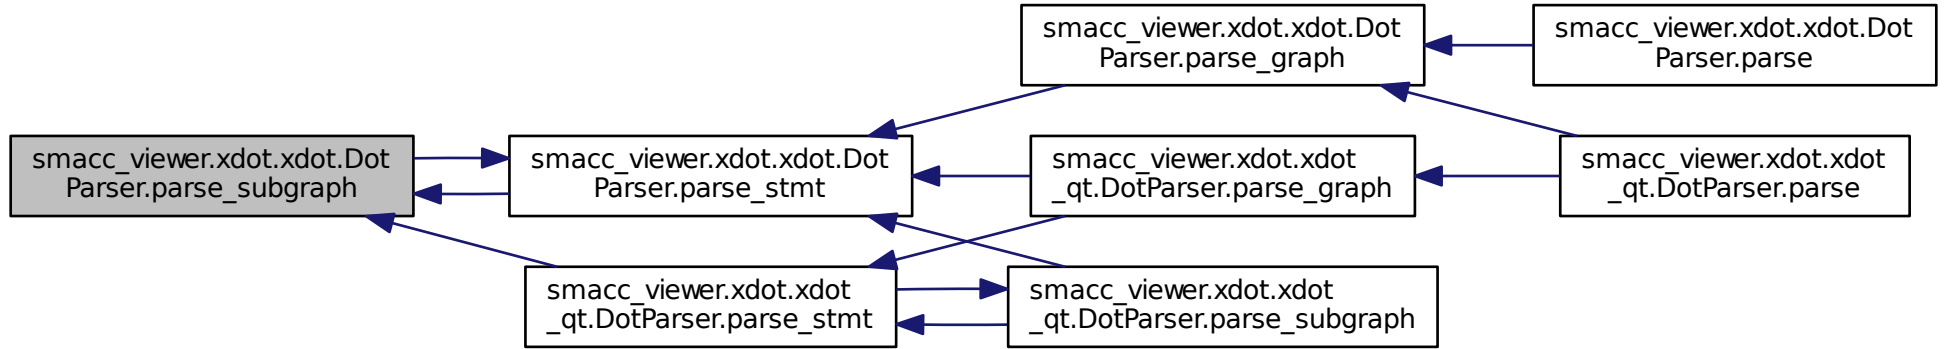 smacc_viewer.xdot.xdot.Dot
Parser.parse_subgraph
smacc_viewer.xdot.xdot.Dot
Parser.parse_stmt
smacc_viewer.xdot.xdot
_qt.DotParser.parse_stmt
smacc_viewer.xdot.xdot.Dot
Parser.parse_graph
smacc_viewer.xdot.xdot
_qt.DotParser.parse_graph
smacc_viewer.xdot.xdot
_qt.DotParser.parse_subgraph
smacc_viewer.xdot.xdot.Dot
Parser.parse
smacc_viewer.xdot.xdot
_qt.DotParser.parse